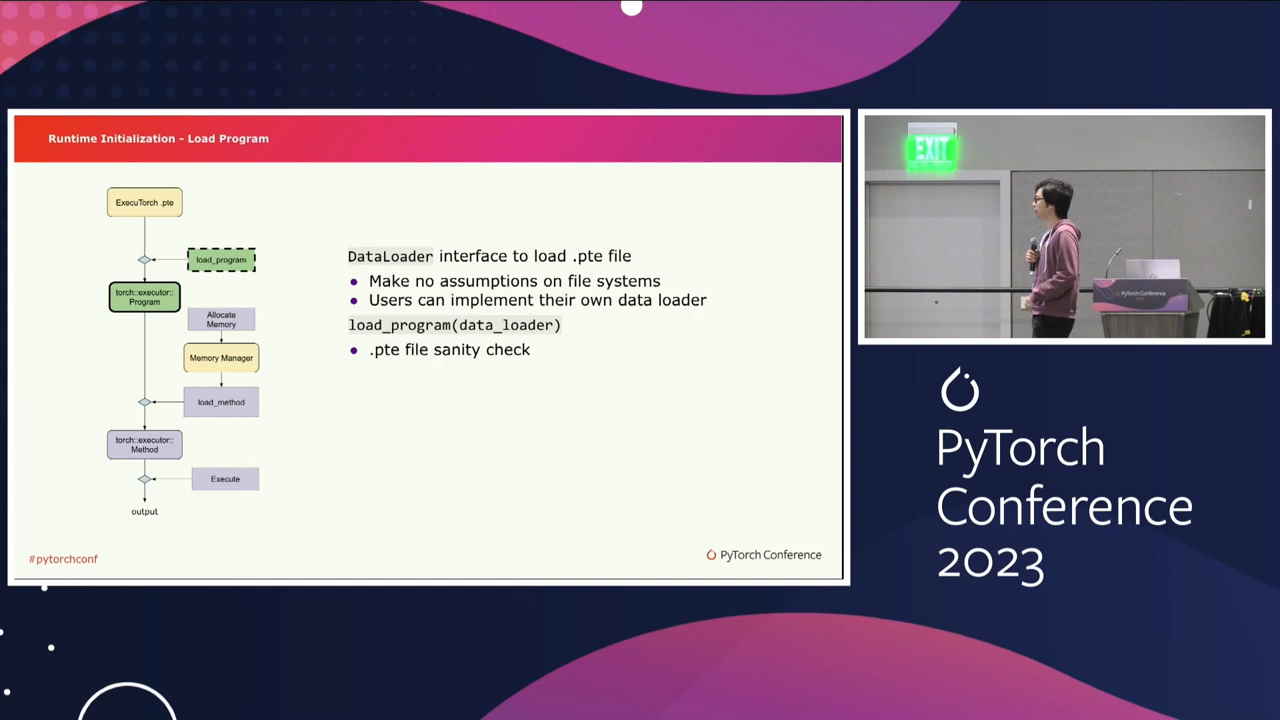 Runtime Initialization - Load Program
ExecuTorch .pte
load_program
torch::executor::
Program
Allocate
Memory
Memory Manager
load_method
torch::executor::
Method
Execute
output
DataLoader interface to load .pte file
• Make no assumptions on file systems
• Users can implement their own data loader
load_program(data_loader)
• .pte file sanity check
#pytorchconf
PyTorch Conference
EXIT
PyTorch Conference
PyTorch
Conference
2023